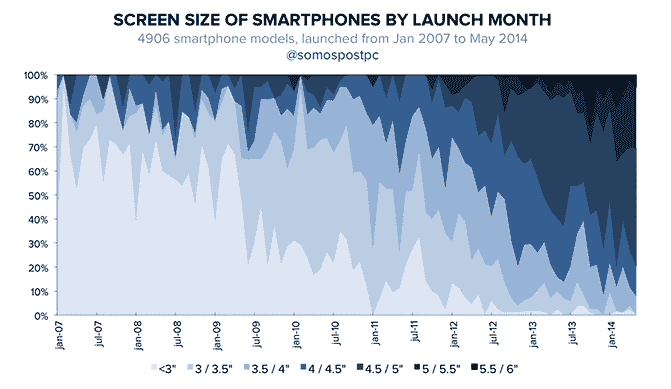 SCREEN SIZE OF SMARTPHONES BY LAUNCH MONTH
4906 smartphone models, launched from Jan 2007 to May 2014
@somospostpc
100%
90%
80%
70%
60%
50%
40%
30%
20%
10%
0%
jan-07
jul-07
jan-08
jul-08
jan-09
jul-09
jan-10
jul-10
jan-11
jul-11
jan-12
jul-12
jan-13
jul-13
jan-14
<3" 3 / 3.5" 3.5 / 4" 4 / 4.5" 4.5 / 5" 5 / 5.5" 5.5 / 6"